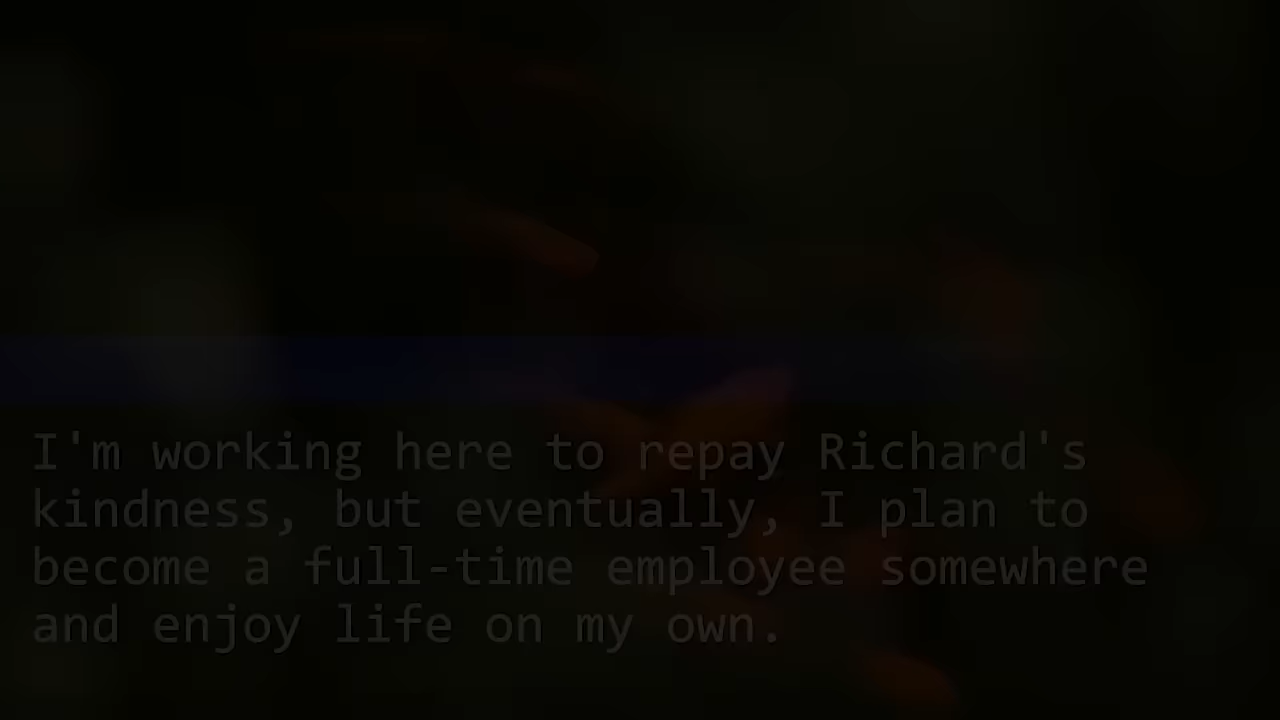 I'm working here to repay Richard's
kindness, but eventually, I plan to
become a full-time employee somewhere
and enjoy life on my own.